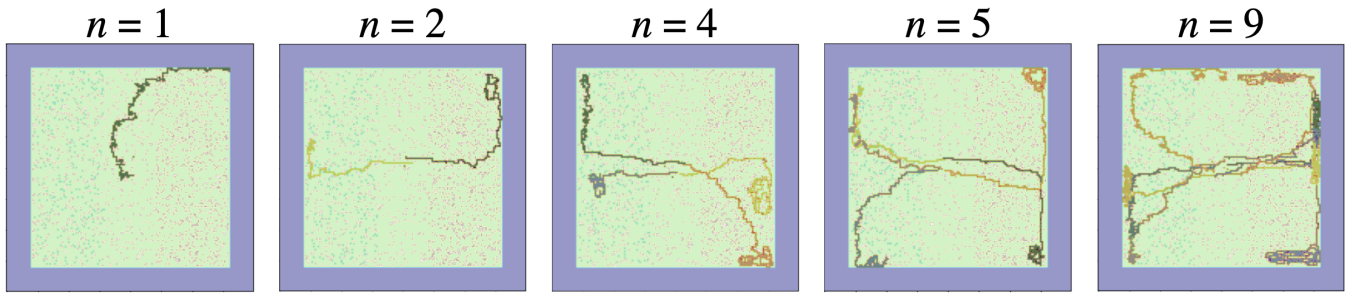 n = 1 n = 2 n = 4 n = 5 n = 9